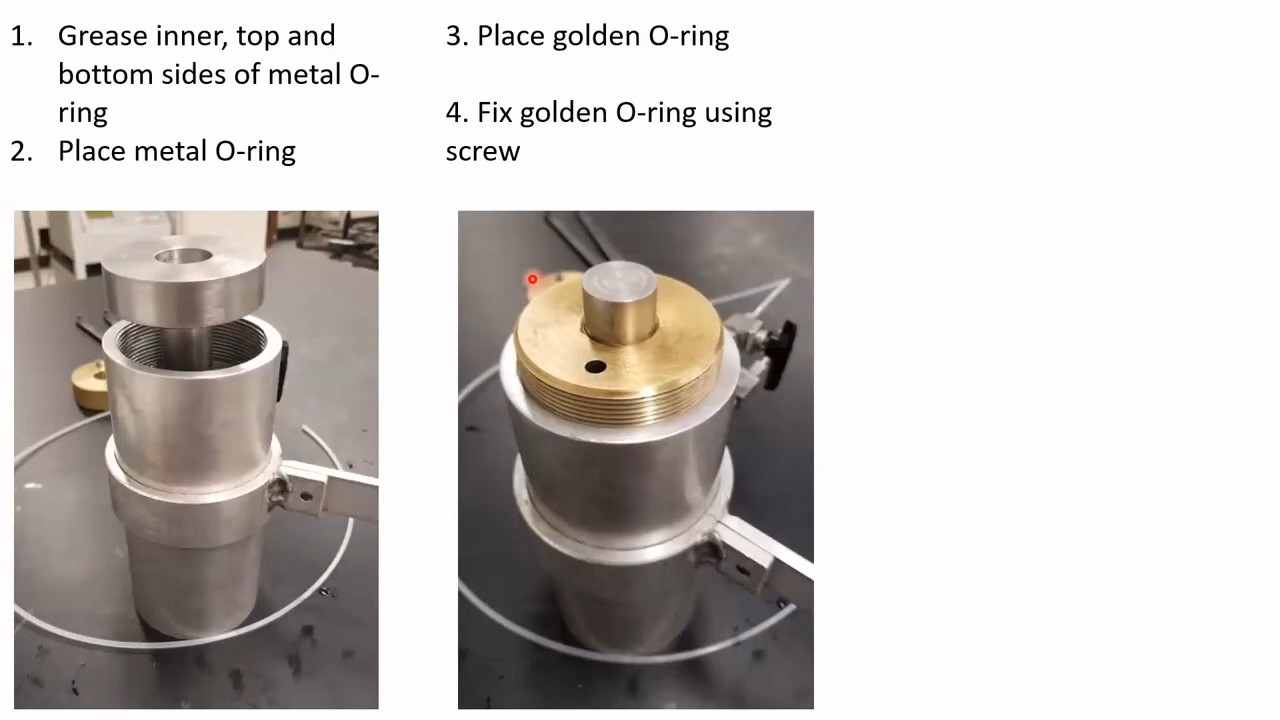 1. Grease inner, top and
bottom sides of metal O-
ring
2. Place metal O-ring
3. Place golden O-ring
4. Fix golden O-ring using
screw